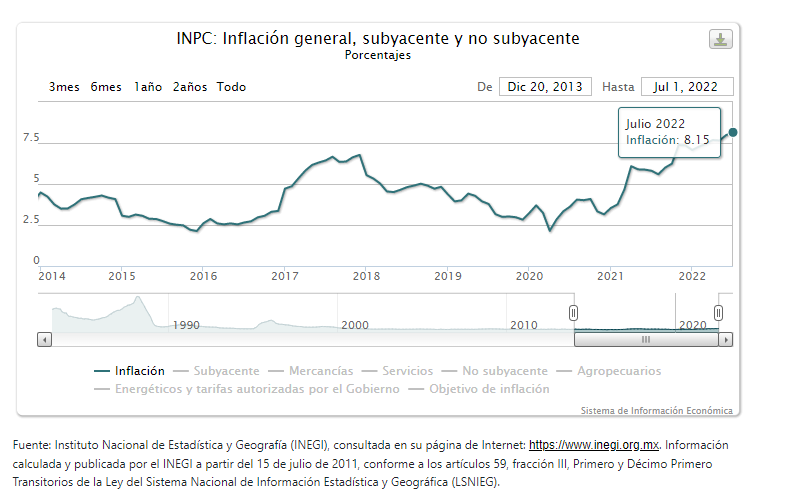 INPC: Inflación general, subyacente y no subyacente
Porcentajes
3mes 6mes 1año 2años Todo De Dic 20, 2013 Hasta Jul 1, 2022
Julio 2022
Inflación: 8.15
7.5
5
2.5
0
2014 2015 2016 2017 2018 2019 2020 2021 2022
1990 2000 2010 2020
Inflación Subyacente Mercancías Servicios No subyacente Agropecuarios
Energéticos y tarifas autorizadas por el Gobierno Objetivo de inflación
Sistema de Información Económica
Fuente: Instituto Nacional de Estadística y Geografía (INEGI), consultada en su página de Internet: https://www.inegi.org.mx. Información
calculada y publicada por el INEGI a partir del 15 de julio de 2011, conforme a los artículos 59, fracción III, Primero y Décimo Primero
Transitorios de la Ley del Sistema Nacional de Información Estadística y Geográfica (LSNIEG).